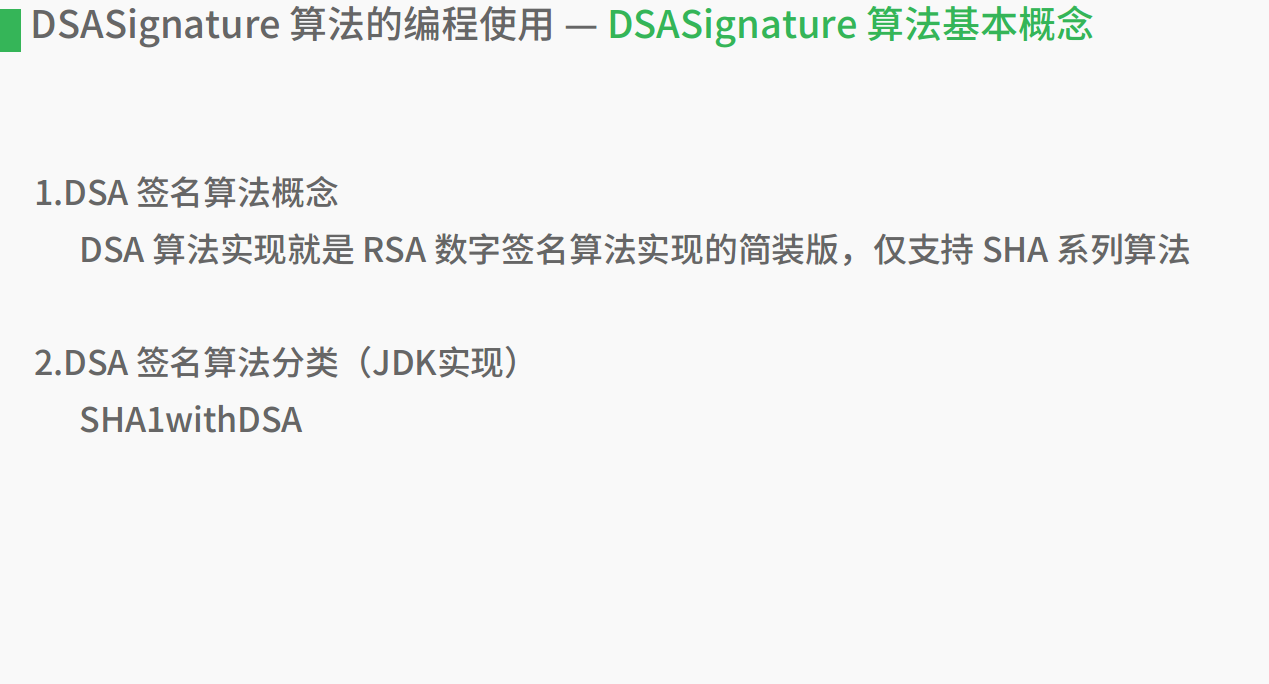 DSASignature 算法的编程使用 — DSASignature 算法基本概念
1.DSA 签名算法概念
DSA 算法实现就是 RSA 数字签名算法实现的简装版，仅支持 SHA 系列算法
2.DSA 签名算法分类（JDK实现）
SHA1withDSA